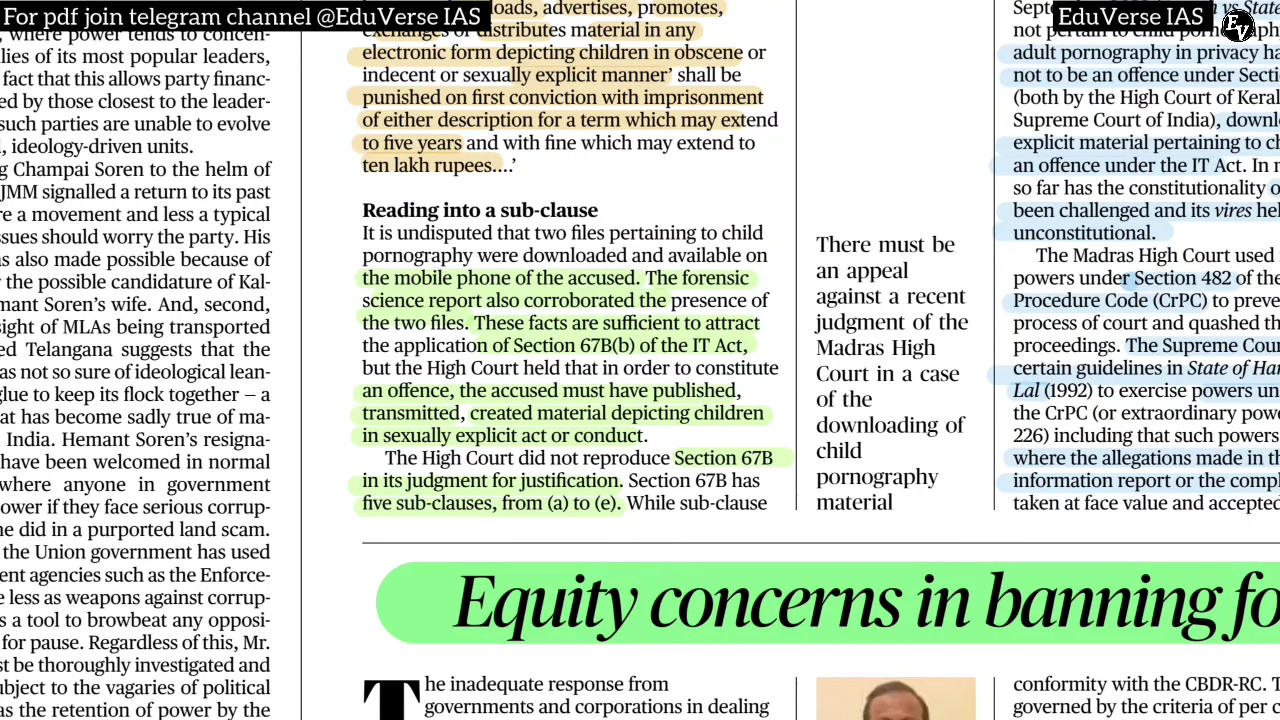 For pdf join telegram channel @EduVerse IAS
EduVerse IAS
where power tends to concen-
lies of its most popular leaders,
fact that this allows party financ-
ed by those closest to the leader-
such parties are unable to evolve
, ideology-driven units.
g Champai Soren to the helm of
JMM signalled a return to its past
re a movement and less a typical
ssues should worry the party. His
s also made possible because of
r the possible candidature of Kal-
mant Soren's wife. And, second,
sight of MLAs being transported
ed Telangana suggests that the
as not so sure of ideological lean-
glue to keep its flock together – a
at has become sadly true of ma-
India. Hemant Soren's resigna-
have been welcomed in normal
where anyone in government
ower if they face serious corrup-
ne did in a purported land scam.
the Union government has used
ent agencies such as the Enforce-
e less as weapons against corrup-
s a tool to browbeat any opposi-
for pause. Regardless of this, Mr.
st be thoroughly investigated and
ubject to the vagaries of political
as the retention of power by the
loads, advertises, promotes,
exchanges or distributes material in any
electronic form depicting children in obscene or
indecent or sexually explicit manner' shall be
punished on first conviction with imprisonment
of either description for a term which may extend
to five years and with fine which may extend to
ten lakh rupees....'
Reading into a sub-clause
It is undisputed that two files pertaining to child
pornography were downloaded and available on
the mobile phone of the accused. The forensic
science report also corroborated the presence of
the two files. These facts are sufficient to attract
the application of Section 67B(b) of the IT Act,
but the High Court held that in order to constitute
an offence, the accused must have published,
transmitted, created material depicting children
in sexually explicit act or conduct.
The High Court did not reproduce Section 67B
in its judgment for justification. Section 67B has
five sub-clauses, from (a) to (e). While sub-clause
There must be
an appeal
against a recent
judgment of the
Madras High
Court in a case
of the
downloading of
child
pornography
material
Sept vs State
not pertain to child pornography
adult pornography in privacy ha
not to be an offence under Secti
(both by the High Court of Keral
Supreme Court of India), downl
explicit material pertaining to ch
an offence under the IT Act. In n
so far has the constitutionality o
been challenged and its vires hel
unconstitutional.
The Madras High Court used i
powers under Section 482 of the
Procedure Code (CrPC) to preve
process of court and quashed th
proceedings. The Supreme Cour
certain guidelines in State of Har
Lal (1992) to exercise powers un
the CrPC (or extraordinary powe
226) including that such powers
where the allegations made in th
information report or the compl
taken at face value and accepted
Equity concerns in banning fo
The inadequate response from
governments and corporations in dealing
conformity with the CBDR-RC. T
governed by the criteria of per c